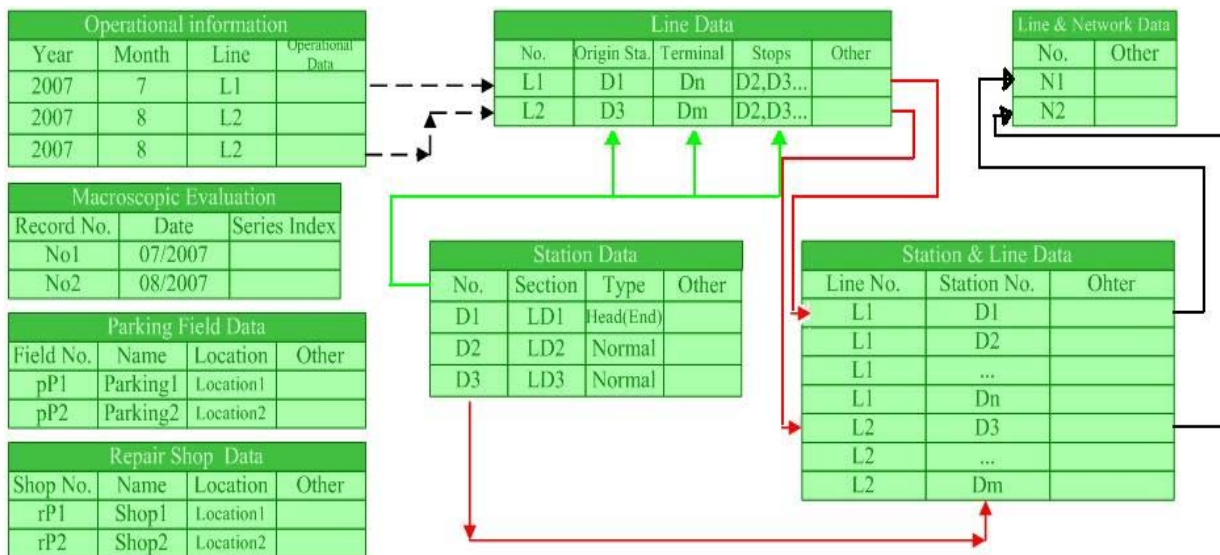 Operational information
Year Month Line Operational Data
2007 7 L1
2007 8 L2
2007 8 L2
Macroscopic Evaluation
Record No. Date Series Index
No1 07/2007
No2 08/2007
Parking Field Data
Field No. Name Location Other
pP1 Parking1 Location1
pP2 Parking2 Location2
Repair Shop Data
Shop No. Name Location Other
rP1 Shop1 Location1
rP2 Shop2 Location2
Line Data
No. Origin Sta. Terminal Stops Other
L1 D1 Dn D2,D3...
L2 D3 Dm D2,D3...
Station Data
No. Section Type Other
D1 LD1 Head(End)
D2 LD2 Normal
D3 LD3 Normal
Line & Network Data
No. Other
N1
N2
Station & Line Data
Line No. Station No. Ohter
L1 D1
L1 D2
L1 ...
L1 Dn
L2 D3
L2 ...
L2 Dm